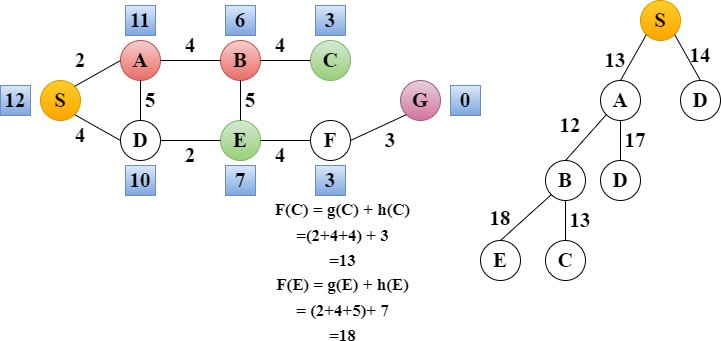 11 6 3
2 A 4 B 4 C
12 S 5 5 G 0
4 D 2 E 4 F 3
10 7 3
F(C) = g(C) + h(C)
=(2+4+4) + 3
=13
F(E) = g(E) + h(E)
= (2+4+5)+ 7
=18
S
13 14
A D
12 17
B D
18 13
E C